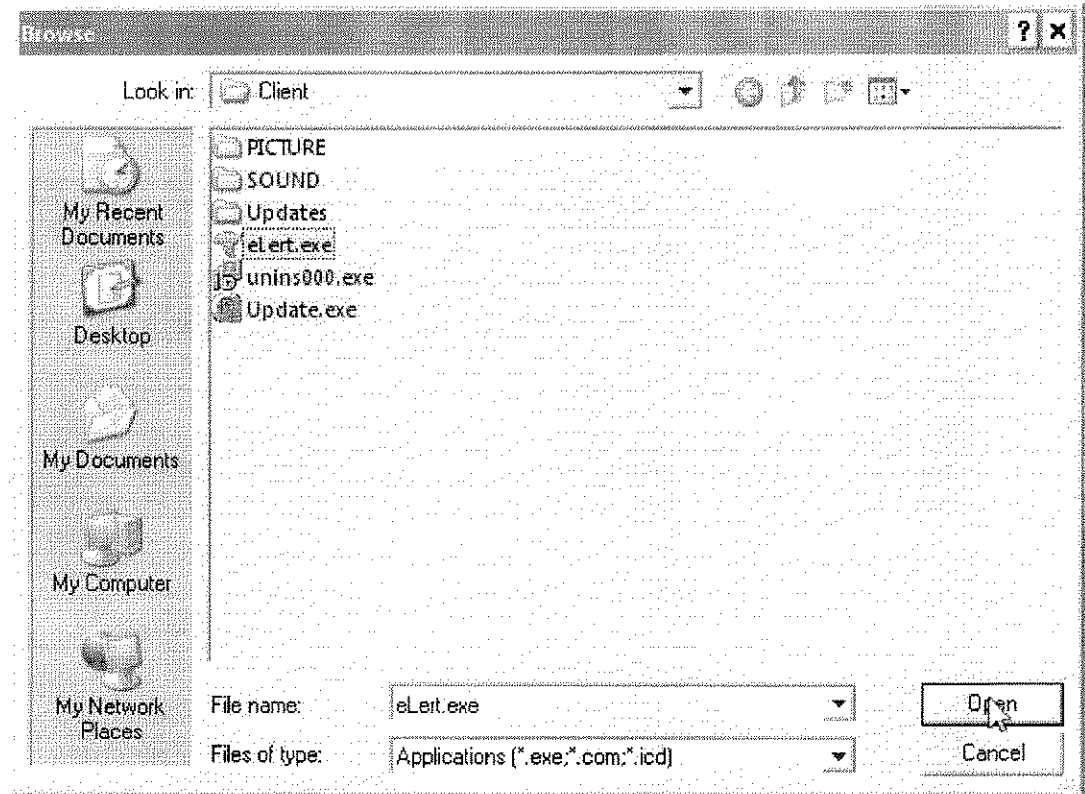 Browse
? x
Look in: Client
PICTURE
SOUND
Updates
eLert.exe
unins000.exe
Update.exe
My Recent
Documents
Desktop
My Documents
My Computer
My Network
Places
File name: eLert.exe
Open
Files of type: Applications (*.exe;*.com;*.icd)
Cancel